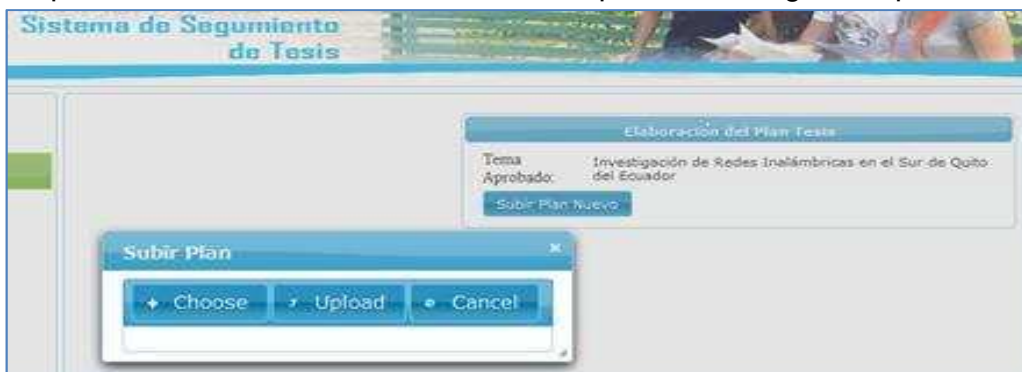 Sistema de Segumiento
de Tesis
Elaboración del Plan Tesis
Tema Investigación de Redes Inalámbricas en el Sur de Quito
Aprobado: del Ecuador
Subir Plan Nuevo
Subir Plan
Choose Upload Cancel